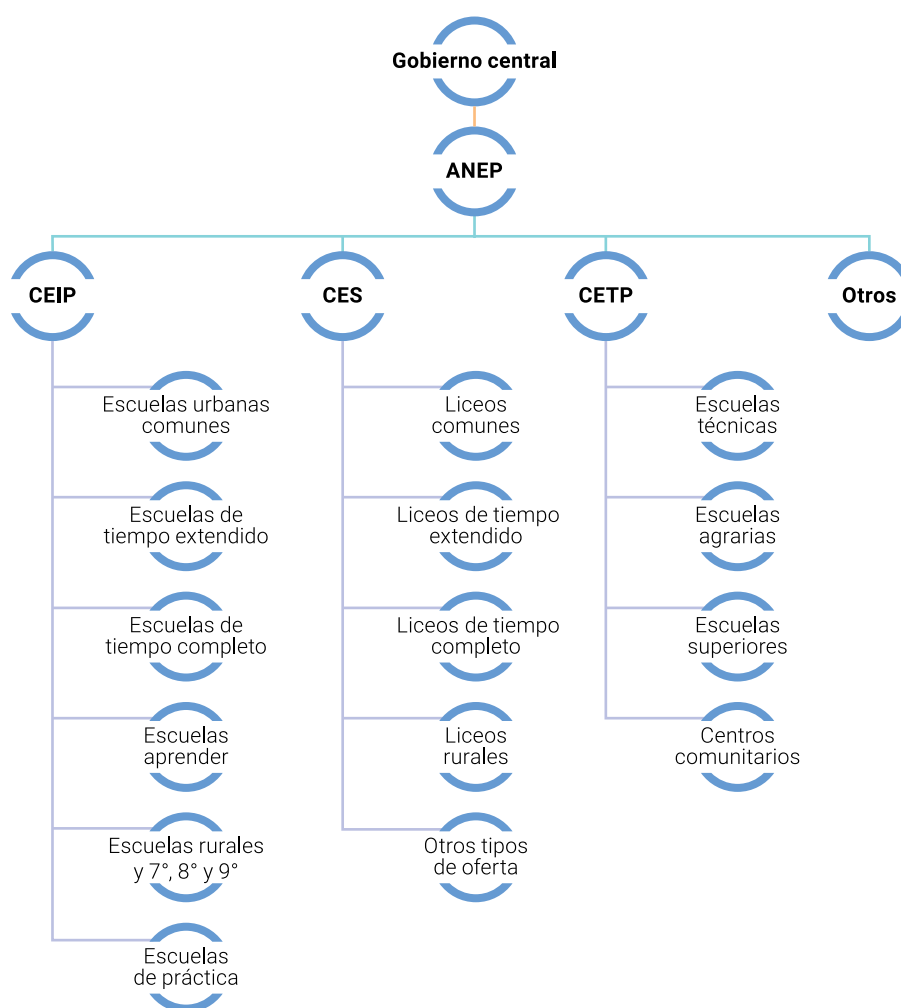 Gobierno central
ANEP
CEIP
CES
CETP
Otros
Escuelas urbanas
comunes
Escuelas de
tiempo extendido
Escuelas de
tiempo completo
Escuelas
aprender
Escuelas rurales
y 7°, 8° y 9°
Escuelas
de práctica
Liceos
comunes
Liceos de tiempo
extendido
Liceos de tiempo
completo
Liceos
rurales
Otros tipos
de oferta
Escuelas
técnicas
Escuelas
agrarias
Escuelas
superiores
Centros
comunitarios